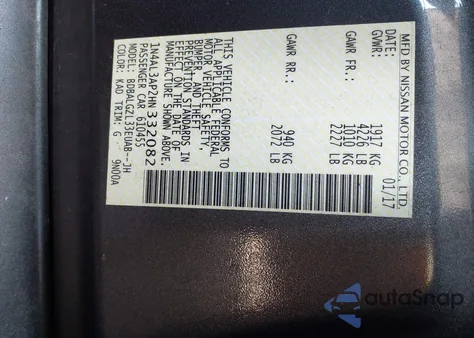 MFD BY NISSAN MOTOR CO., LTD. 01/17
GVWR: 1917 KG
4226 LB
GAWR FR.: 1010 KG
2227 LB
GAWR RR.: 940 KG
2072 LB
THIS VEHICLE CONFORMS TO
ALL APPLICABLE FEDERAL
MOTOR VEHICLE SAFETY,
BUMPER AND THEFT
PREVENTION STANDARDS IN
EFFECT ON THE DATE OF
MANUFACTURE SHOWN ABOVE.
1N4AL3AP2HN 332082
PASSENGER CAR
MODEL: BDBALGZL33EUA8--JH
COLOR: KAD TRIM: G 9N00A
autoSnap